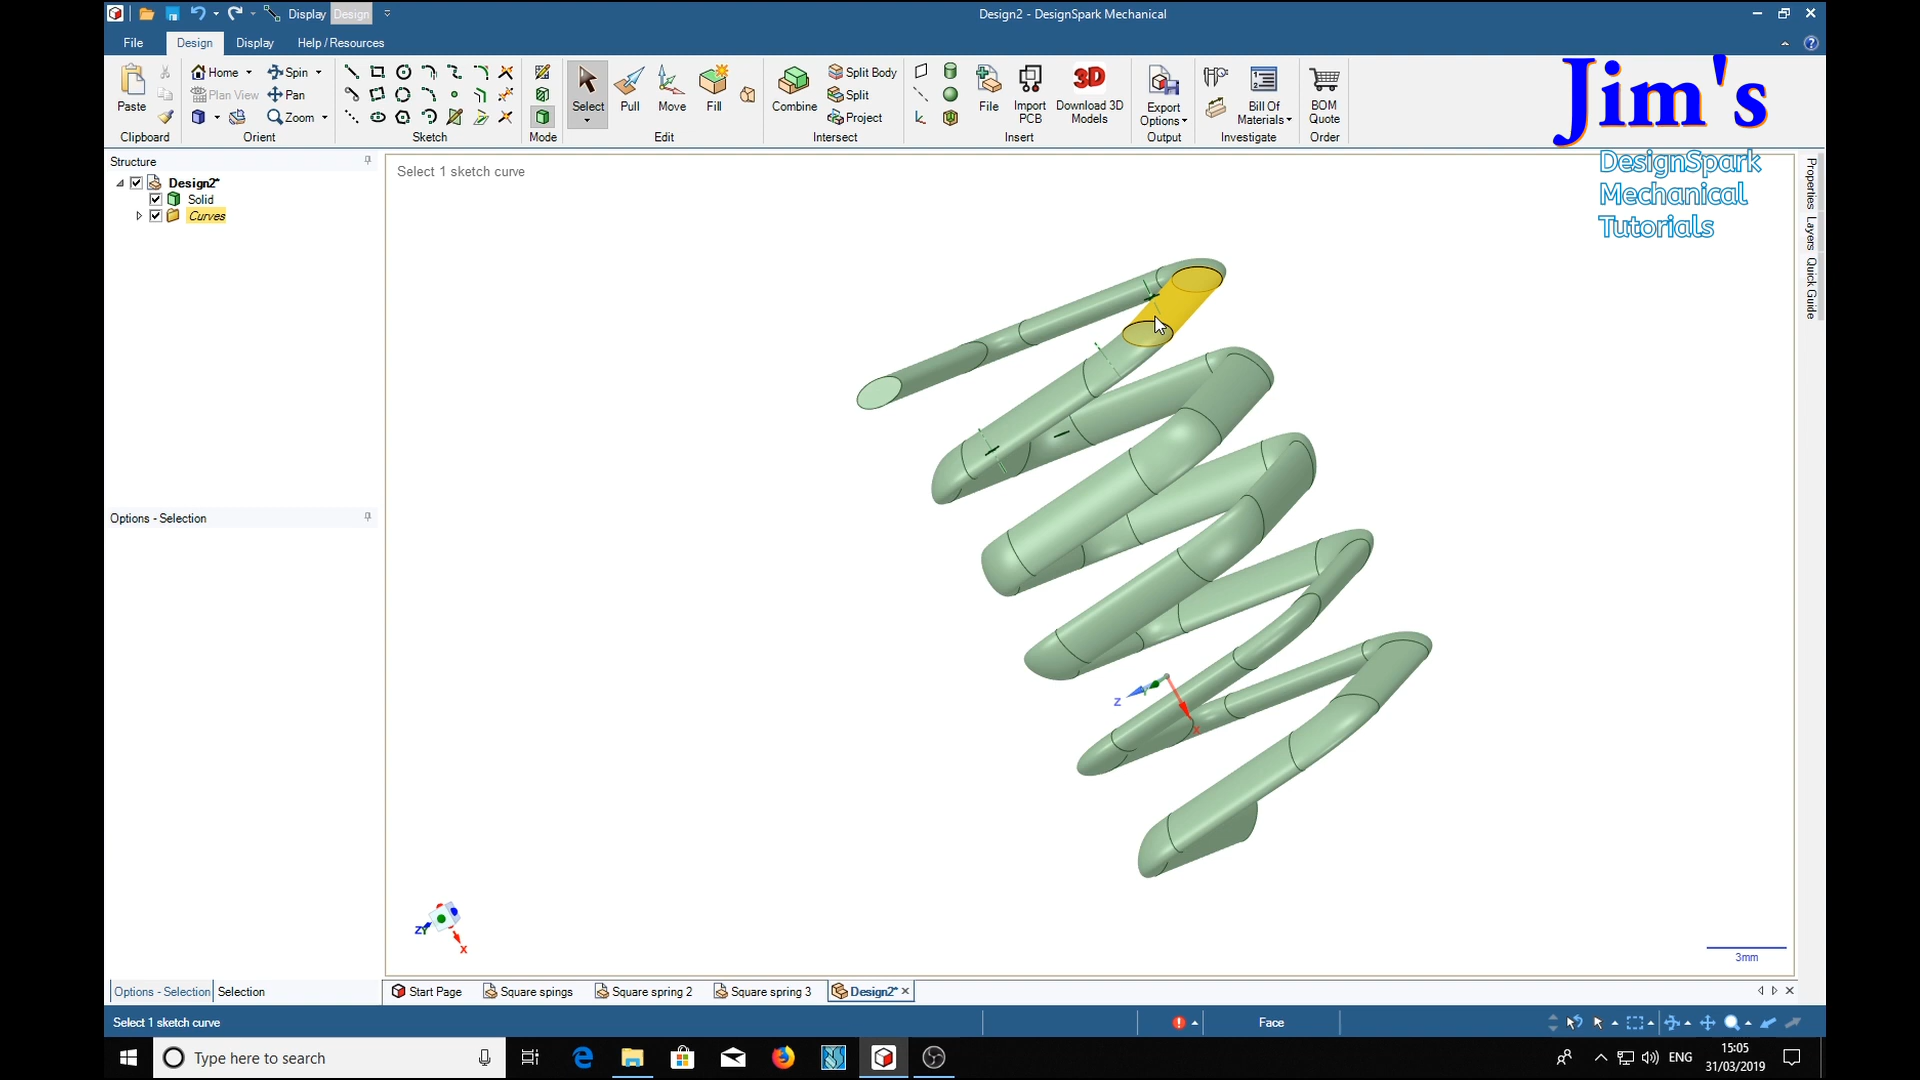 Display Design
Design2 - DesignSpark Mechanical
File Design Display Help / Resources
Paste
Clipboard
Home
Plan View
Spin
Pan
Zoom
Orient
Sketch
Mode
Select
Pull
Move
Fill
Edit
Combine
Split Body
Split
Project
Intersect
File
Import
PCB
Download 3D
Models
Insert
3D
Export
Options
Output
Bill Of
Materials
Investigate
BOM
Quote
Order
Jim's
DesignSpark
Mechanical
Tutorials
Structure
Design2*
Solid
Curves
Select 1 sketch curve
Properties
Layers
Quick Guide
Options - Selection
Z
X
ZY
X
3mm
Options - Selection Selection
Start Page Square spings Square spring 2 Square spring 3 Design2*
Select 1 sketch curve
Face
Type here to search
ENG
15:05
31/03/2019